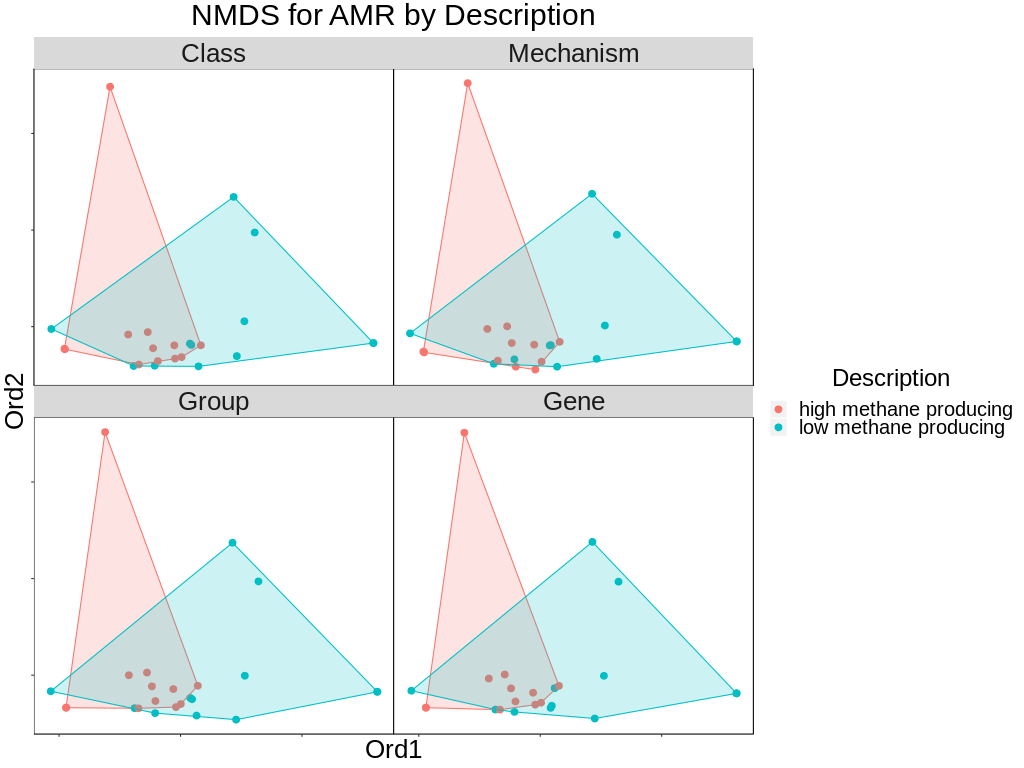 NMDS for AMR by Description
Class
Mechanism
Group
Gene
Ord2
Ord1
Description
high methane producing
low methane producing